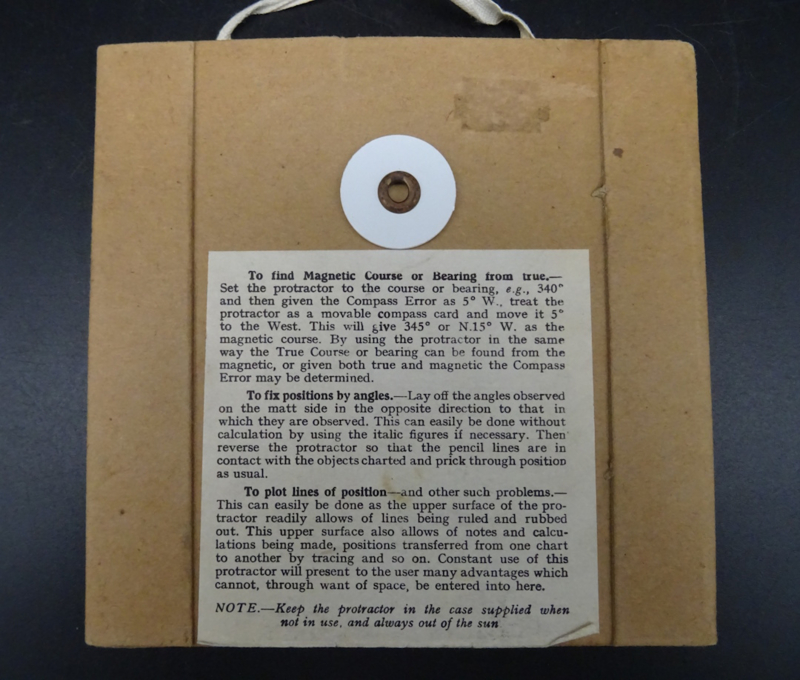 To find Magnetic Course or Bearing from true.—
Set the protractor to the course or bearing, e.g., 340°
and then given the Compass Error as 5° W., treat the
protractor as a movable compass card and move it 5°
to the West. This will give 345° or N.15° W. as the
magnetic course. By using the protractor in the same
way the True Course or bearing can be found from the
magnetic, or given both true and magnetic the Compass
Error may be determined.
To fix positions by angles.—Lay off the angles observed
on the matt side in the opposite direction to that in
which they are observed. This can easily be done without
calculation by using the italic figures if necessary. Then
reverse the protractor so that the pencil lines are in
contact with the objects charted and prick through position
as usual.
To plot lines of position—and other such problems.—
This can easily be done as the upper surface of the pro-
tractor readily allows of lines being ruled and rubbed
out. This upper surface also allows of notes and calcu-
lations being made, positions transferred from one chart
to another by tracing and so on. Constant use of this
protractor will present to the user many advantages which
cannot, through want of space, be entered into here.
NOTE.—Keep the protractor in the case supplied when
not in use, and always out of the sun